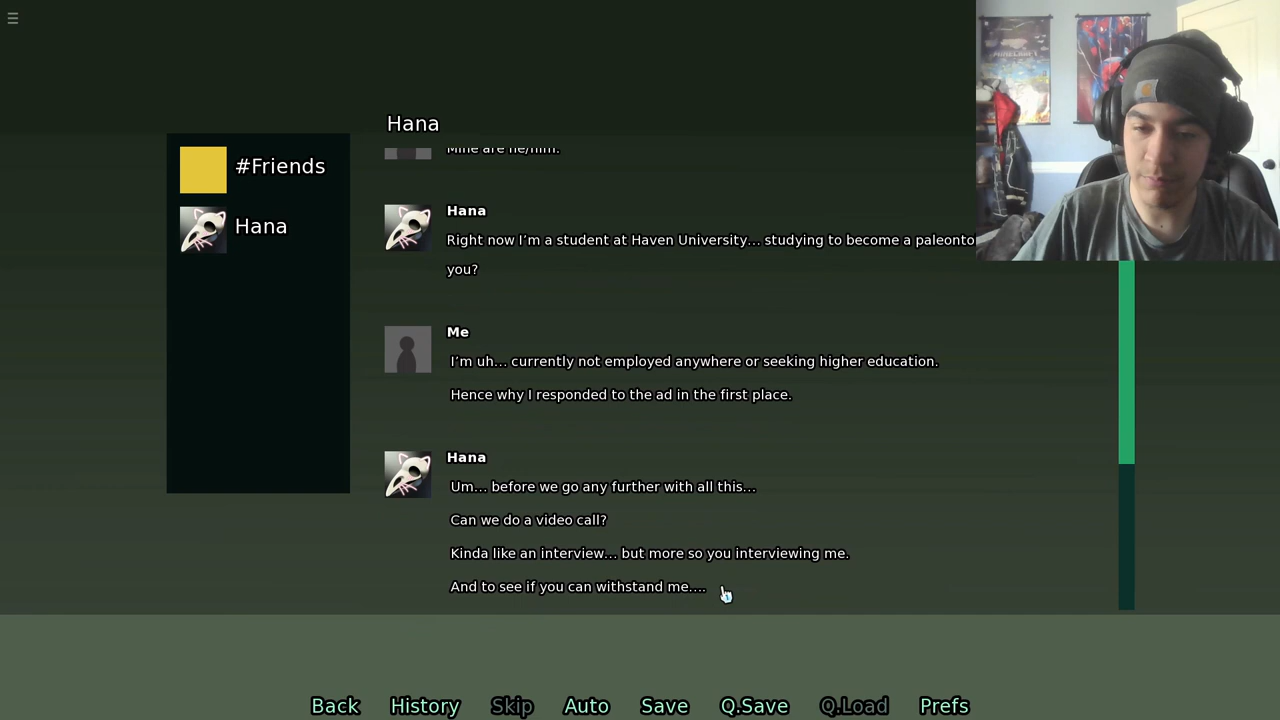 Hana
#Friends
Hana
Mine are he/him.
Hana
Right now I'm a student at Haven University... studying to become a
you?
Me
I'm uh... currently not employed anywhere or seeking higher education.
Hence why I responded to the ad in the first place.
Hana
Um... before we go any further with all this...
Can we do a video call?
Kinda like an interview... but more so you interviewing me.
And to see if you can withstand me....
Back History Skip Auto Save Q.Save Q.Load Prefs